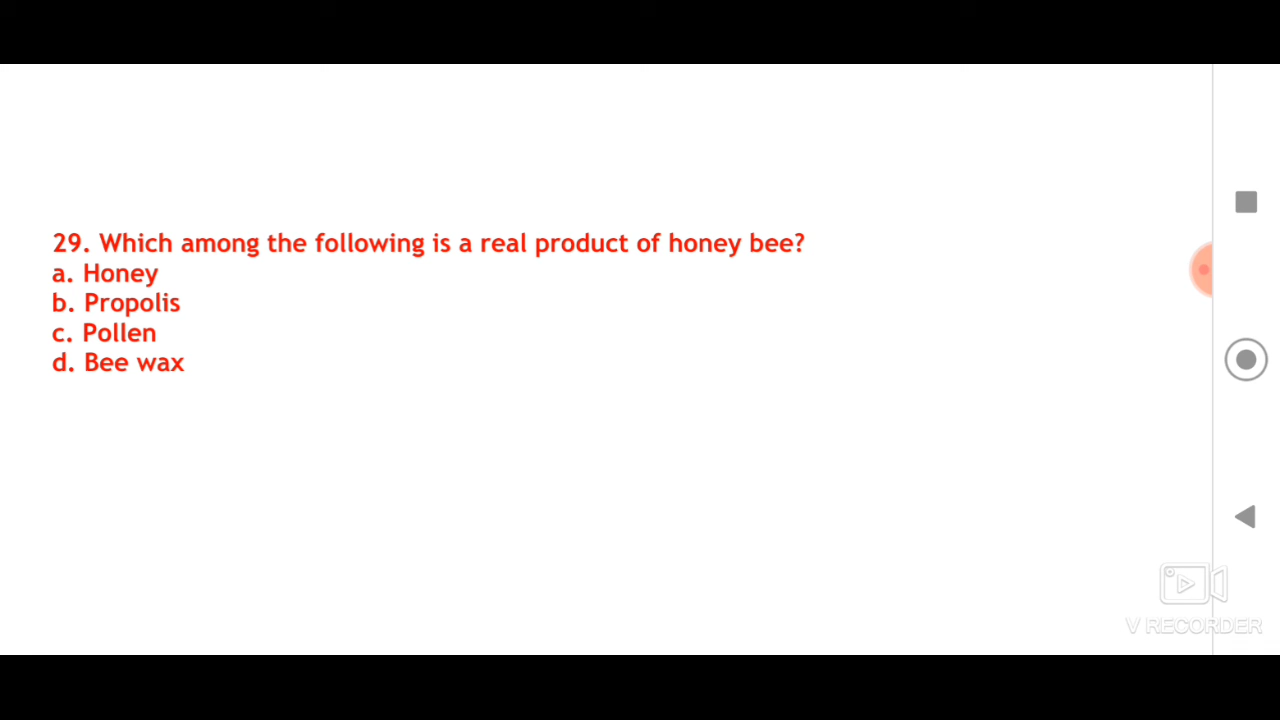 29. Which among the following is a real product of honey bee?
a. Honey
b. Propolis
c. Pollen
d. Bee wax
V RECORDER